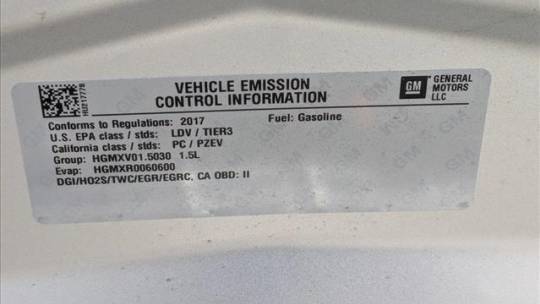 VEHICLE EMISSION
CONTROL INFORMATION
GM GENERAL
MOTORS
LLC
Conforms to Regulations: 2017 Fuel: Gasoline
U.S. EPA class / stds: LDV / TIER3
California class / stds: PC / PZEV
Group: HGMXV01.5030 1.5L
Evap: HGMXR0060600
DGI/HO2S/TWC/EGR/EGRC, CA OBD: II